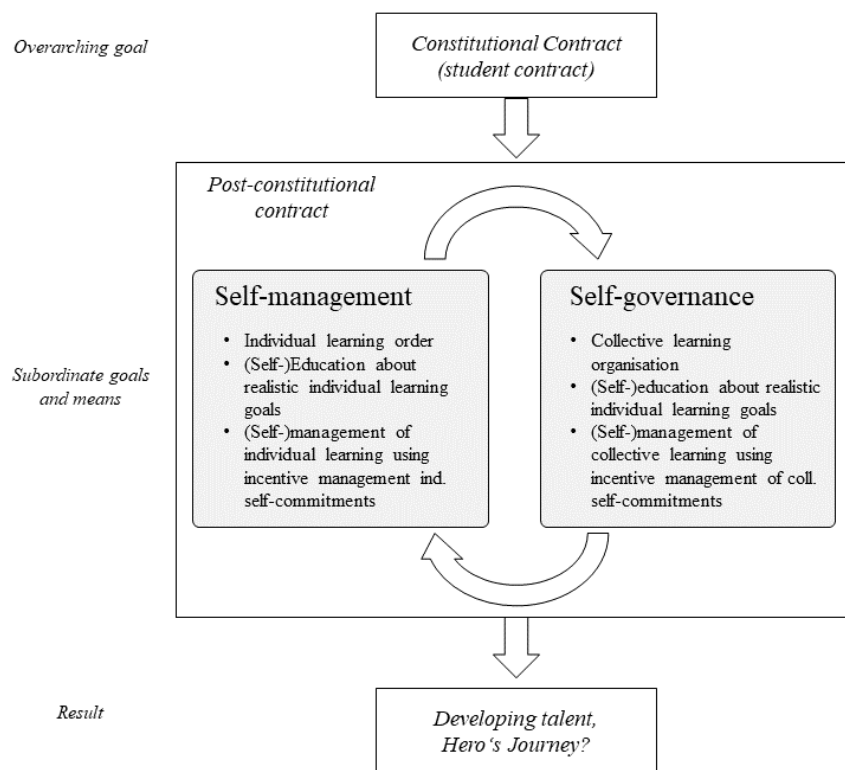 Overarching goal
Constitutional Contract
(student contract)
Post-constitutional
contract
Subordinate goals
and means
Self-management
• Individual learning order
• (Self-)Education about
realistic individual learning
goals
• (Self-)management of
individual learning using
incentive management ind.
self-commitments
Self-governance
• Collective learning
organisation
• (Self-)education about realistic
individual learning goals
• (Self-)management of
collective learning using
incentive management of coll.
self-commitments
Result
Developing talent,
Hero‘s Journey?